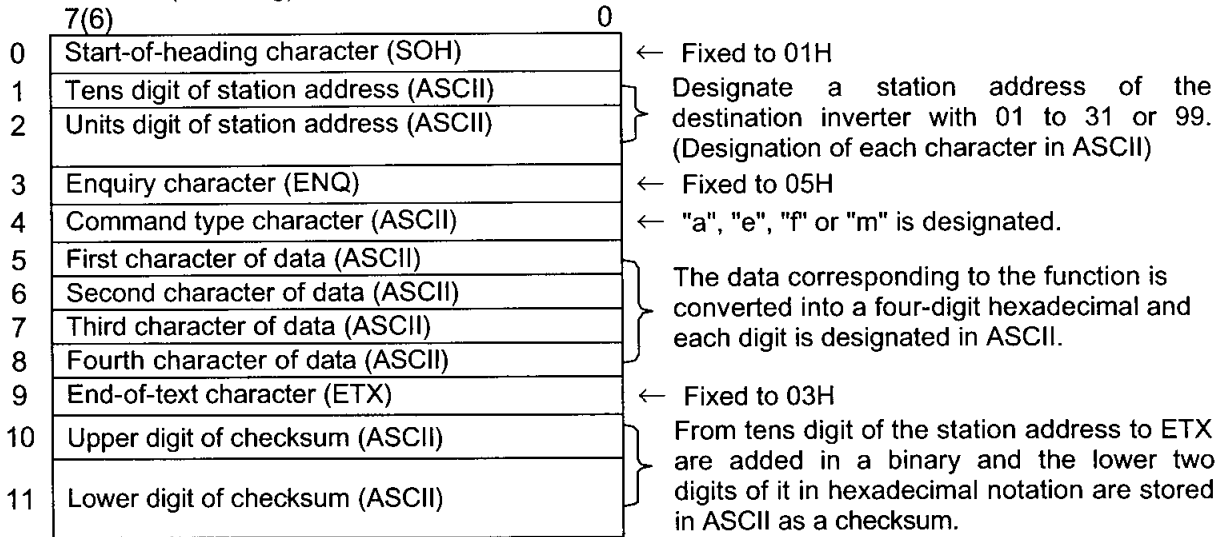 7(6) 0
0 Start-of-heading character (SOH) ← Fixed to 01H
1 Tens digit of station address (ASCII) Designate a station address of the
2 Units digit of station address (ASCII) destination inverter with 01 to 31 or 99.
(Designation of each character in ASCII)
3 Enquiry character (ENQ) ← Fixed to 05H
4 Command type character (ASCII) ← "a", "e", "f" or "m" is designated.
5 First character of data (ASCII)
The data corresponding to the function is
6 Second character of data (ASCII) converted into a four-digit hexadecimal and
7 Third character of data (ASCII) each digit is designated in ASCII.
8 Fourth character of data (ASCII)
9 End-of-text character (ETX) ← Fixed to 03H
10 Upper digit of checksum (ASCII) From tens digit of the station address to ETX
are added in a binary and the lower two
11 Lower digit of checksum (ASCII) digits of it in hexadecimal notation are stored
in ASCII as a checksum.